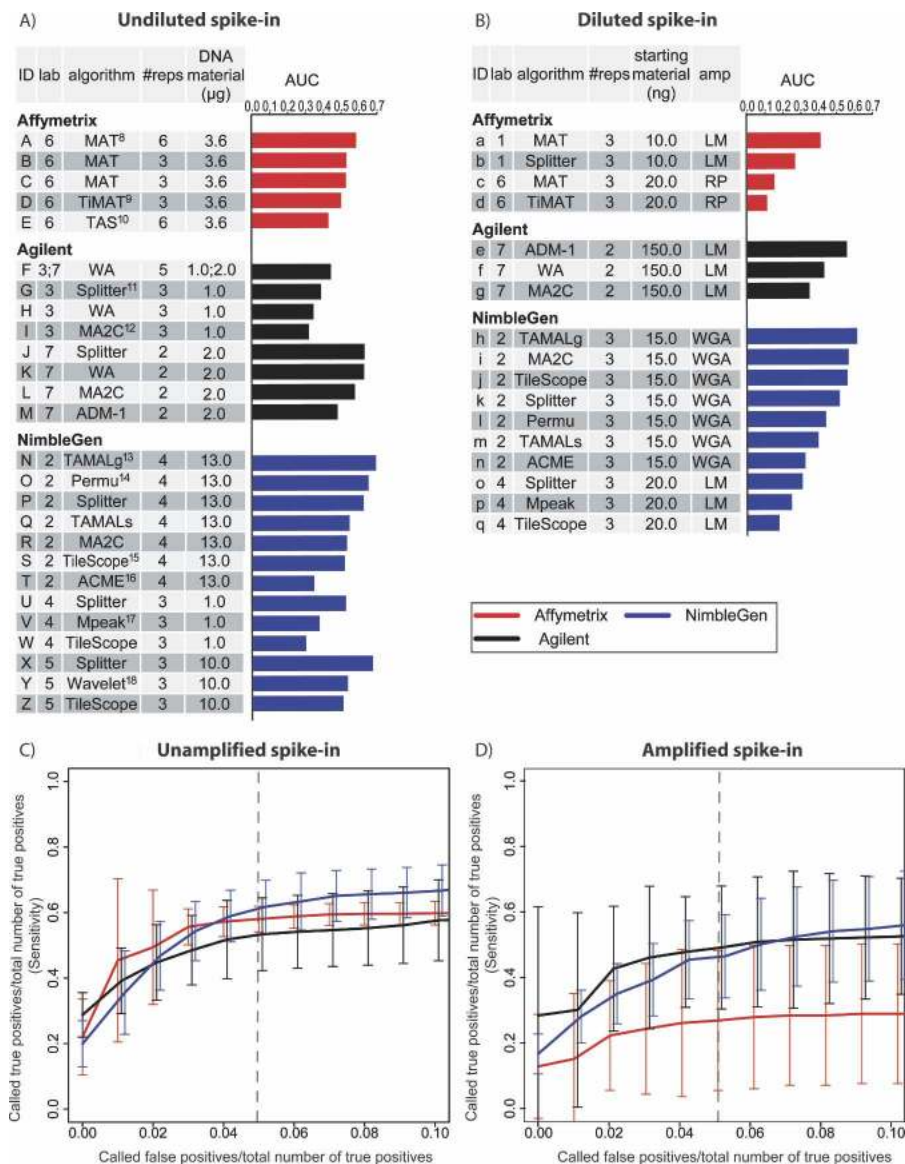 A) Undiluted spike-in
ID lab algorithm #reps DNA material (µg) AUC
0,0 0,1 0,2 0,3 0,4 0,5 0,6 0,7
Affymetrix
A 6 MAT8 6 3.6
B 6 MAT 3 3.6
C 6 MAT 3 3.6
D 6 TiMAT9 3 3.6
E 6 TAS10 6 3.6
Agilent
F 3;7 WA 5 1.0;2.0
G 3 Splitter11 3 1.0
H 3 WA 3 1.0
I 3 MA2C12 3 1.0
J 7 Splitter 2 2.0
K 7 WA 2 2.0
L 7 MA2C 2 2.0
M 7 ADM-1 2 2.0
NimbleGen
N 2 TAMALg13 4 13.0
O 2 Permu14 4 13.0
P 2 Splitter 4 13.0
Q 2 TAMALs 4 13.0
R 2 MA2C 4 13.0
S 2 TileScope15 4 13.0
T 2 ACME16 4 13.0
U 4 Splitter 3 1.0
V 4 Mpeak17 3 1.0
W 4 TileScope 3 1.0
X 5 Splitter 3 10.0
Y 5 Wavelet18 3 10.0
Z 5 TileScope 3 10.0
B) Diluted spike-in
ID lab algorithm #reps starting material (ng) amp AUC
0,0 0,1 0,2 0,3 0,4 0,5 0,6 0,7
Affymetrix
a 1 MAT 3 10.0 LM
b 1 Splitter 3 10.0 LM
c 6 MAT 3 20.0 RP
d 6 TiMAT 3 20.0 RP
Agilent
e 7 ADM-1 2 150.0 LM
f 7 WA 2 150.0 LM
g 7 MA2C 2 150.0 LM
NimbleGen
h 2 TAMALg 3 15.0 WGA
i 2 MA2C 3 15.0 WGA
j 2 TileScope 3 15.0 WGA
k 2 Splitter 3 15.0 WGA
l 2 Permu 3 15.0 WGA
m 2 TAMALs 3 15.0 WGA
n 2 ACME 3 15.0 WGA
o 4 Splitter 3 20.0 LM
p 4 Mpeak 3 20.0 LM
q 4 TileScope 3 20.0 LM
Affymetrix NimbleGen
Agilent
C) Unamplified spike-in
Called true positives/total number of true positives
(Sensitivity)
1.0
0.8
0.6
0.4
0.2
0.0
0.00 0.02 0.04 0.06 0.08 0.10
Called false positives/total number of true positives
D) Amplified spike-in
Called true positives/total number of true positives
(Sensitivity)
1.0
0.8
0.6
0.4
0.2
0.0
0.00 0.02 0.04 0.06 0.08 0.10
Called false positives/total number of true positives